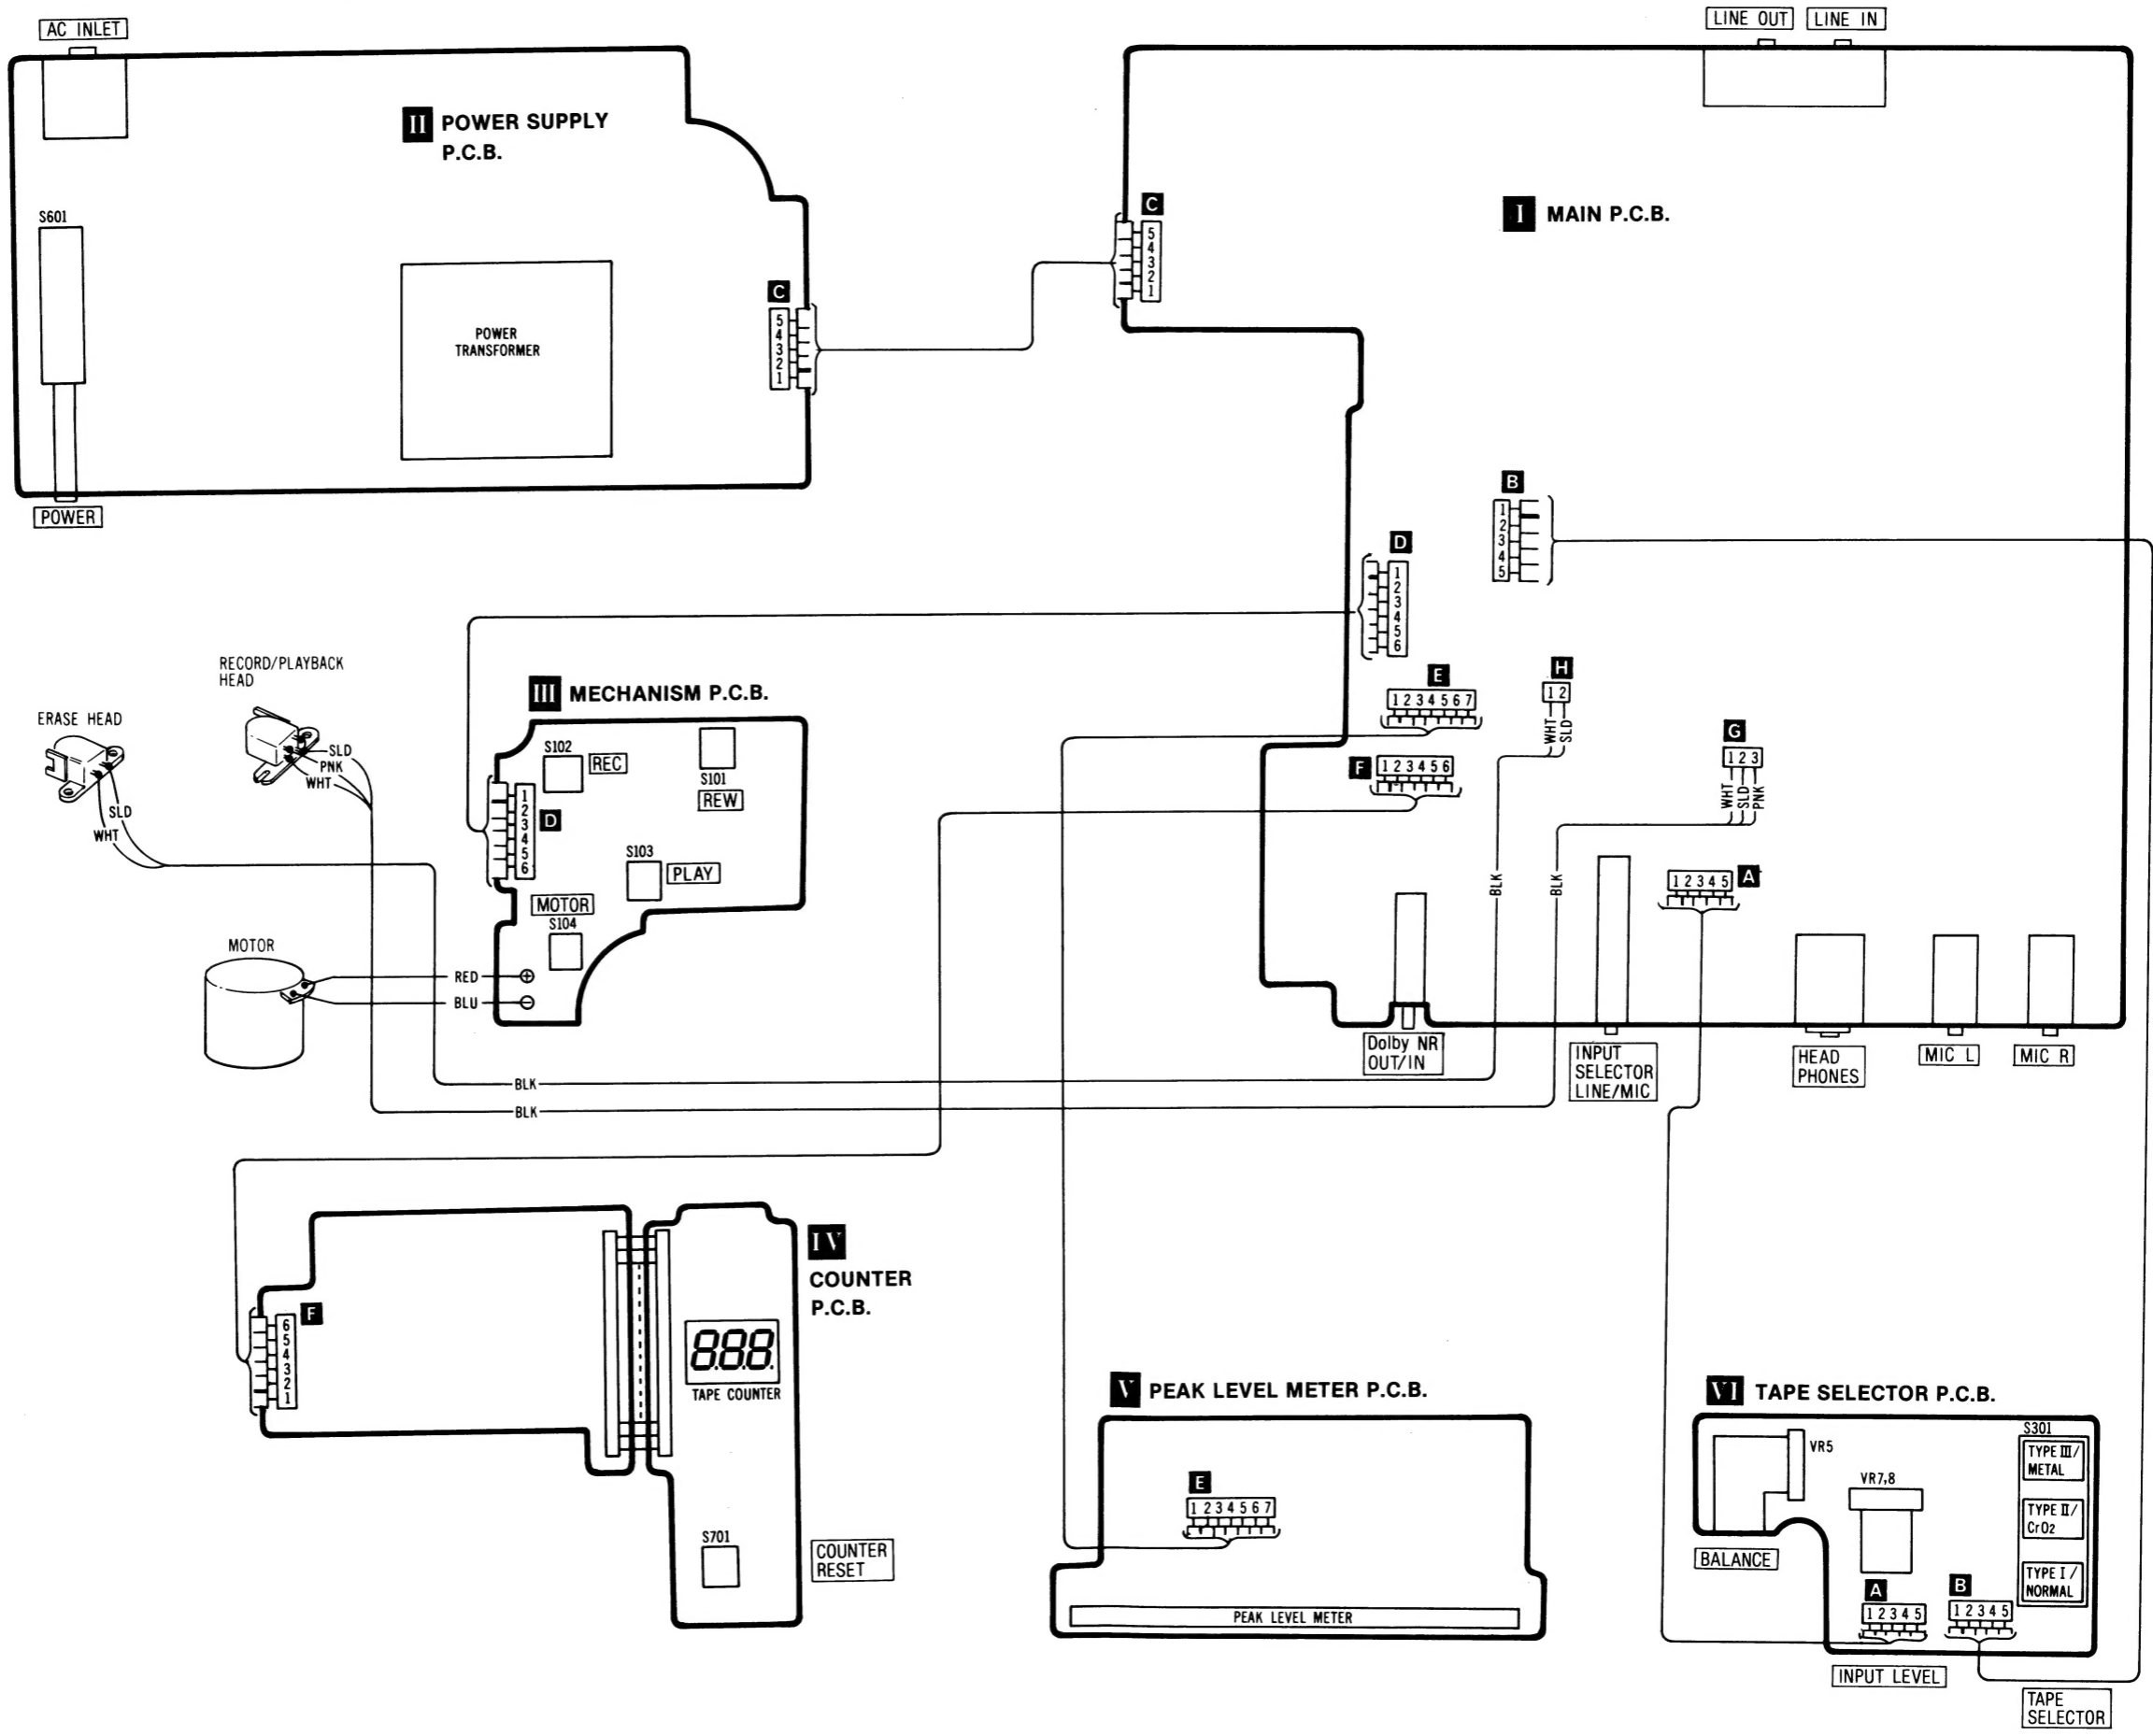 AC INLET
LINE OUT
LINE IN
II POWER SUPPLY
P.C.B.
I MAIN P.C.B.
S601
POWER
TRANSFORMER
C
5
4
3
2
1
C
5
4
3
2
1
POWER
B
1
2
3
4
5
D
1
2
3
4
5
6
E
1 2 3 4 5 6 7
F
1 2 3 4 5 6
H
1 2
WHT
SLD
G
1 2 3
WHT
SLD
PNK
A
1 2 3 4 5
BLK
BLK
RECORD/PLAYBACK
HEAD
SLD
PNK
WHT
ERASE HEAD
SLD
WHT
III MECHANISM P.C.B.
S102
REC
S101
REW
D
1
2
3
4
5
6
S103
PLAY
MOTOR
S104
MOTOR
RED
BLU
BLK
BLK
Dolby NR
OUT/IN
INPUT
SELECTOR
LINE/MIC
HEAD
PHONES
MIC L
MIC R
IV
COUNTER
P.C.B.
F
6
5
4
3
2
1
888
TAPE COUNTER
S701
COUNTER
RESET
V PEAK LEVEL METER P.C.B.
E
1 2 3 4 5 6 7
PEAK LEVEL METER
VI TAPE SELECTOR P.C.B.
VR5
VR7,8
S301
TYPE III/
METAL
TYPE II/
CrO2
TYPE I/
NORMAL
BALANCE
A
1 2 3 4 5
B
1 2 3 4 5
INPUT LEVEL
TAPE
SELECTOR